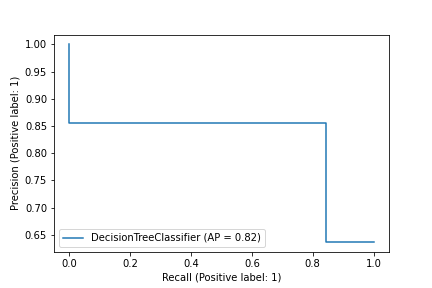 1.00
0.95
0.90
0.85
0.80
0.75
0.70
0.65
Precision (Positive label: 1)
DecisionTreeClassifier (AP = 0.82)
0.0 0.2 0.4 0.6 0.8 1.0
Recall (Positive label: 1)